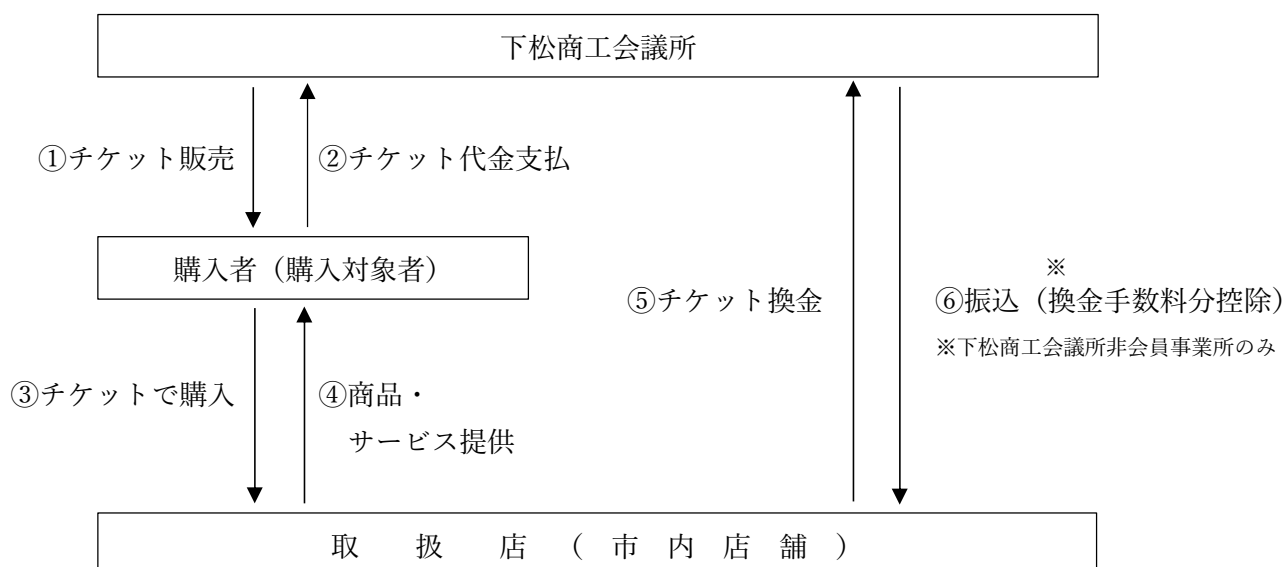 下松商工会議所
①チケット販売
②チケット代金支払
購入者（購入対象者）
※
⑤チケット換金
⑥振込（換金手数料分控除）
※下松商工会議所非会員事業所のみ
③チケットで購入
④商品・
サービス提供
取扱店（市内店舗）